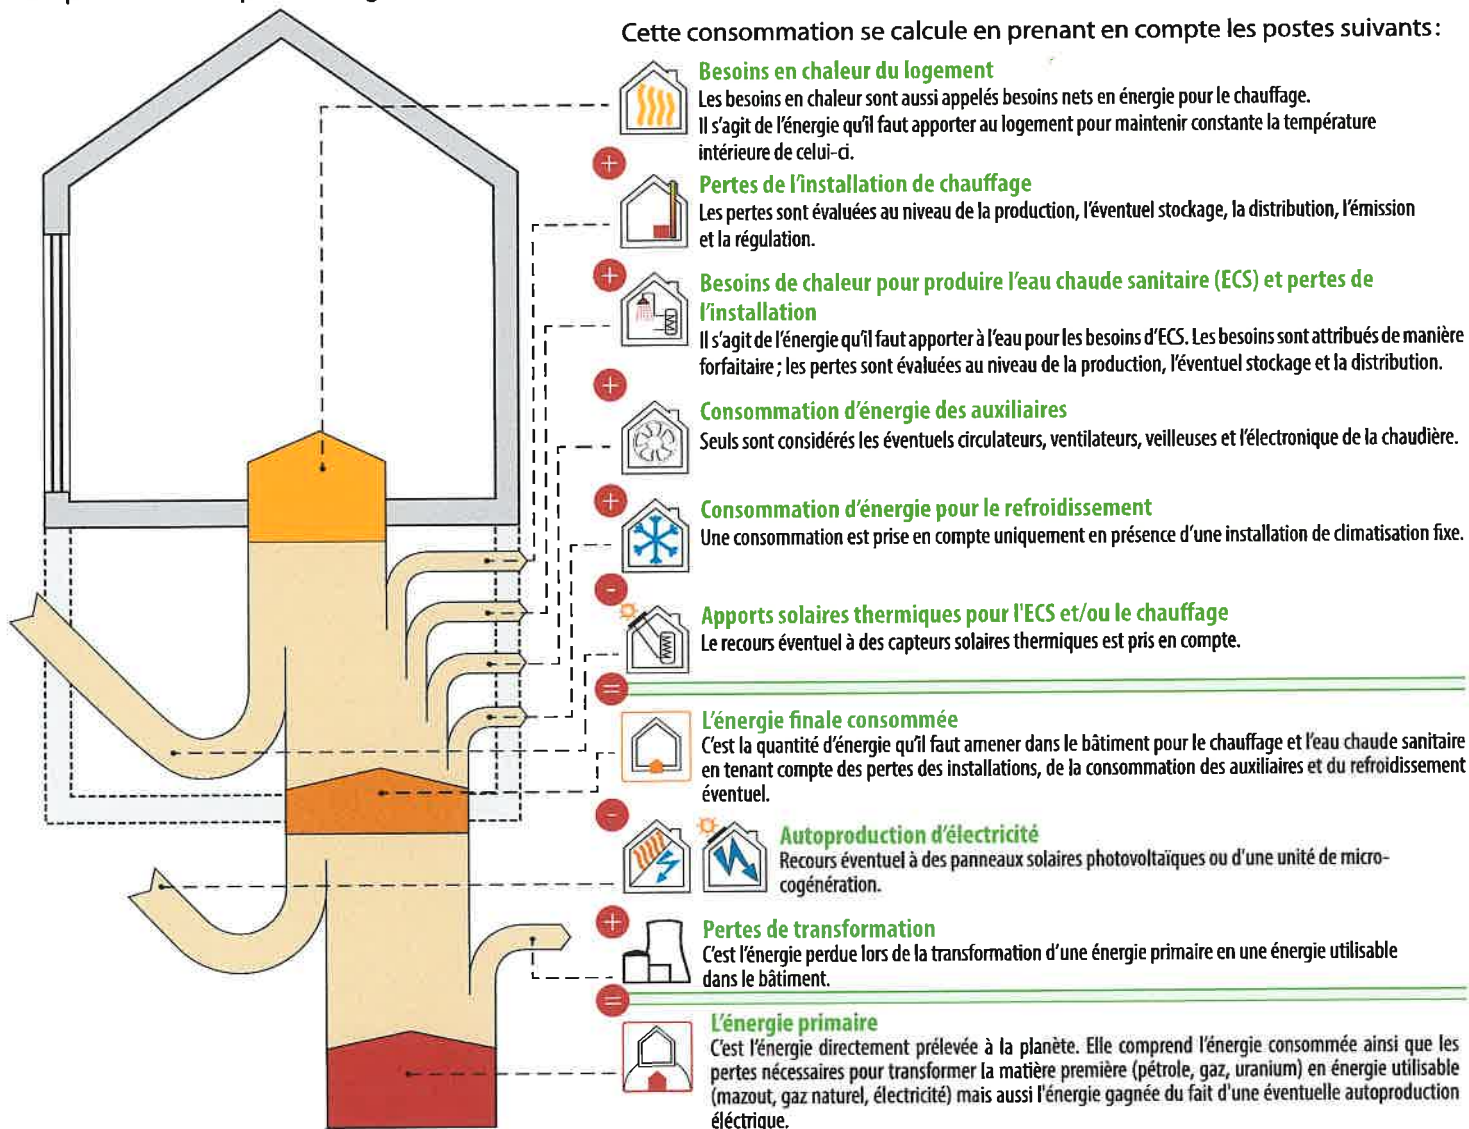 Cette consommation se calcule en prenant en compte les postes suivants :
Besoins en chaleur du logement
Les besoins en chaleur sont aussi appelés besoins nets en énergie pour le chauffage.
Il s'agit de l'énergie qu'il faut apporter au logement pour maintenir constante la température
intérieure de celui-ci.
+
Pertes de l'installation de chauffage
Les pertes sont évaluées au niveau de la production, l'éventuel stockage, la distribution, l'émission
et la régulation.
+
Besoins de chaleur pour produire l'eau chaude sanitaire (ECS) et pertes de
l'installation
Il s'agit de l'énergie qu'il faut apporter à l'eau pour les besoins d'ECS. Les besoins sont attribués de manière
forfaitaire ; les pertes sont évaluées au niveau de la production, l'éventuel stockage et la distribution.
+
Consommation d'énergie des auxiliaires
Seuls sont considérés les éventuels circulateurs, ventilateurs, veilleuses et l'électronique de la chaudière.
+
Consommation d'énergie pour le refroidissement
Une consommation est prise en compte uniquement en présence d'une installation de climatisation fixe.
-
Apports solaires thermiques pour l'ECS et/ou le chauffage
Le recours éventuel à des capteurs solaires thermiques est pris en compte.
=
L'énergie finale consommée
C'est la quantité d'énergie qu'il faut amener dans le bâtiment pour le chauffage et l'eau chaude sanitaire
en tenant compte des pertes des installations, de la consommation des auxiliaires et du refroidissement
éventuel.
-
Autoproduction d'électricité
Recours éventuel à des panneaux solaires photovoltaïques ou d'une unité de micro-
cogénération.
+
Pertes de transformation
C'est l'énergie perdue lors de la transformation d'une énergie primaire en une énergie utilisable
dans le bâtiment.
=
L'énergie primaire
C'est l'énergie directement prélevée à la planète. Elle comprend l'énergie consommée ainsi que les
pertes nécessaires pour transformer la matière première (pétrole, gaz, uranium) en énergie utilisable
(mazout, gaz naturel, électricité) mais aussi l'énergie gagnée du fait d'une éventuelle autoproduction
éléctrique.